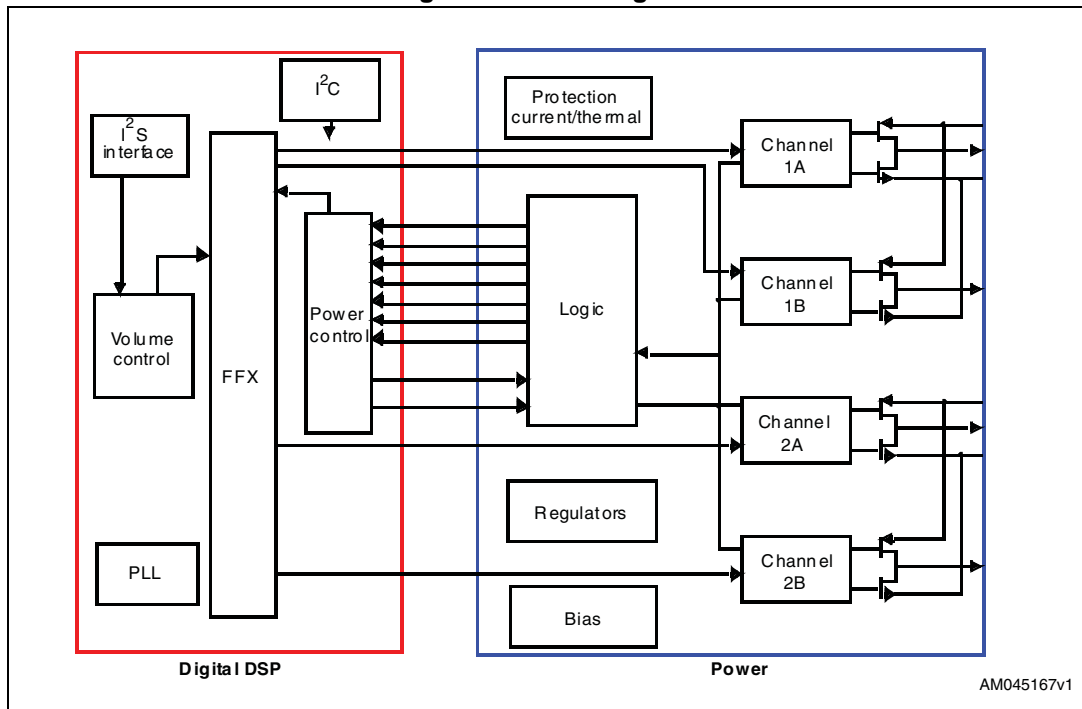 I2C
I2S
interface
Volume
control
FFX
Power
control
PLL
Digital DSP
Protection
current/thermal
Logic
Regulators
Bias
Channel
1A
Channel
1B
Channel
2A
Channel
2B
Power
AM045167v1